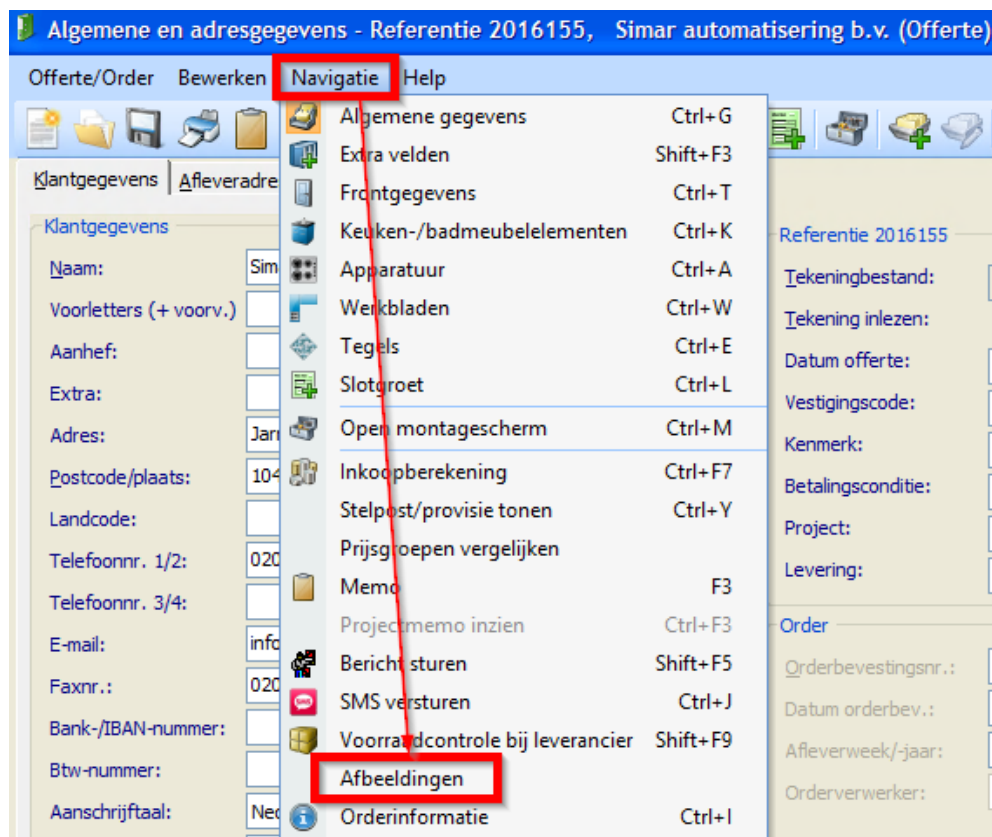 Algemene en adresgegevens - Referentie 2016155, Simar automatisering b.v. (Offerte)
Offerte/Order Bewerken Navigatie Help
Klantgegevens
Klantgegevens
Naam: Sim
Voorletters (+ voorv.)
Aanhef:
Extra:
Adres:
Postcode/plaats: 104
Landcode:
Telefoonnr. 1/2: 020
Telefoonnr. 3/4:
E-mail: info
Faxnr.: 020
Bank-/IBAN-nummer:
Btw-nummer:
Aanschrijftaal: Ned
Algemene gegevens Ctrl+G
Extra velden Shift+F3
Frontgegevens Ctrl+T
Keuken-/badmeubelelementen Ctrl+K
Apparatuur Ctrl+A
Werkbladen Ctrl+W
Tegels Ctrl+E
Slotgroet Ctrl+L
Open montagescherm Ctrl+M
Inkoopberekening Ctrl+F7
Stelpost/provisie tonen Ctrl+Y
Prijsgroepen vergelijken
Memo F3
Projectmemo inzien Ctrl+F3
Bericht sturen Shift+F5
SMS versturen Ctrl+J
Voorraadcontrole bij leverancier Shift+F9
Afbeeldingen
Orderinformatie Ctrl+I
Referentie 2016155
Tekeningbestand:
Tekening inlezen:
Datum offerte:
Vestigingscode:
Kenmerk:
Betalingsconditie:
Project:
Levering:
Order
Orderbevestingsnr.:
Datum orderbev.:
Afleverweek/-jaar:
Orderverwerker: